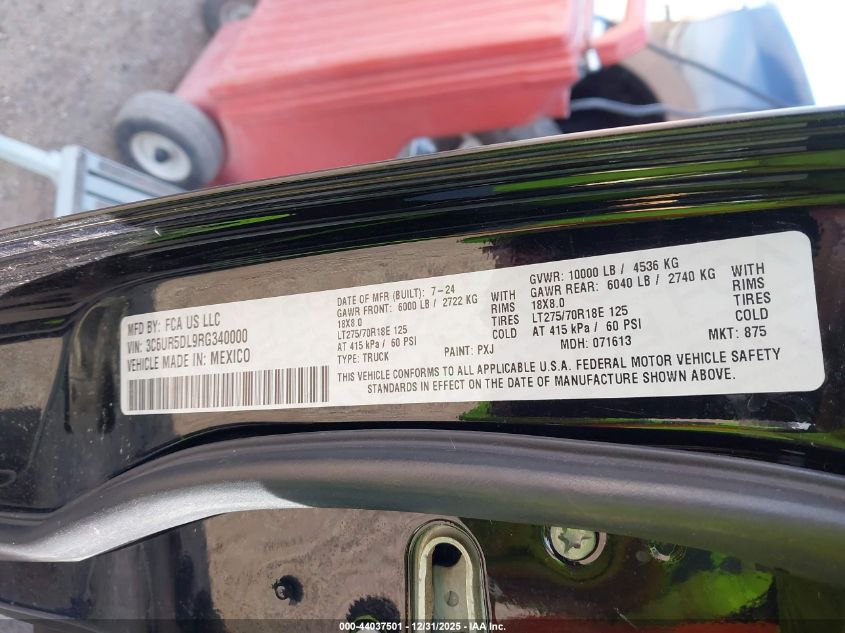 MFD BY: FCA US LLC
VIN: 3C6UR5DL9RG340000
VEHICLE MADE IN: MEXICO
DATE OF MFR (BUILT): 7-24
GAWR FRONT: 6000 LB / 2722 KG WITH
18X8.0 RIMS
LT275/70R18E 125 TIRES
AT 415 kPa / 60 PSI COLD
TYPE: TRUCK PAINT: PXJ
GVWR: 10000 LB / 4536 KG
GAWR REAR: 6040 LB / 2740 KG WITH
18X8.0 RIMS
LT275/70R18E 125 TIRES
AT 415 kPa / 60 PSI COLD
MDH: 071613 MKT: 875
THIS VEHICLE CONFORMS TO ALL APPLICABLE U.S.A. FEDERAL MOTOR VEHICLE SAFETY
STANDARDS IN EFFECT ON THE DATE OF MANUFACTURE SHOWN ABOVE.
000-44037501 - 12/31/2025 - IAA Inc.